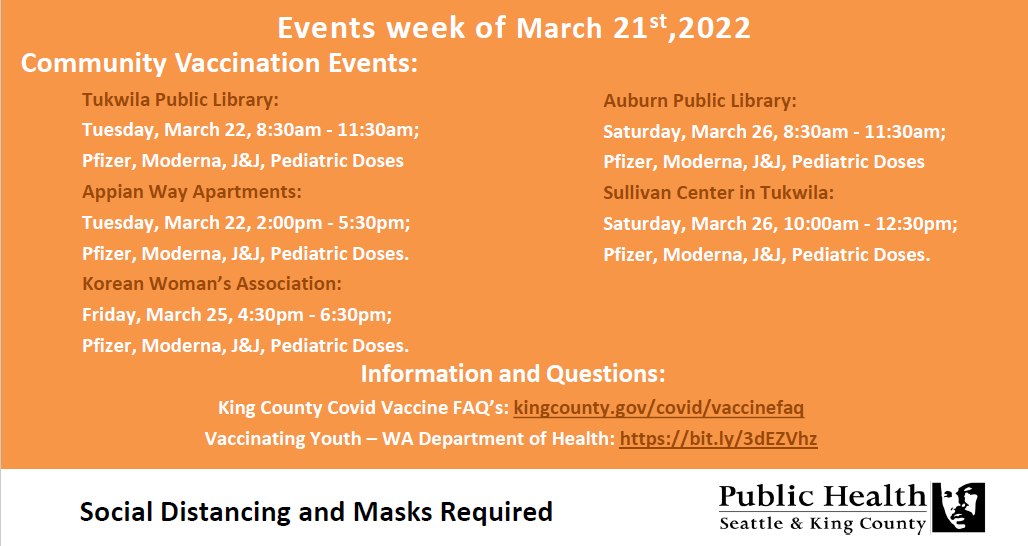 Events week of March 21st,2022
Community Vaccination Events:
Tukwila Public Library:
Tuesday, March 22, 8:30am - 11:30am;
Pfizer, Moderna, J&J, Pediatric Doses
Appian Way Apartments:
Tuesday, March 22, 2:00pm - 5:30pm;
Pfizer, Moderna, J&J, Pediatric Doses.
Korean Woman's Association:
Friday, March 25, 4:30pm - 6:30pm;
Pfizer, Moderna, J&J, Pediatric Doses.
Auburn Public Library:
Saturday, March 26, 8:30am - 11:30am;
Pfizer, Moderna, J&J, Pediatric Doses
Sullivan Center in Tukwila:
Saturday, March 26, 10:00am - 12:30pm;
Pfizer, Moderna, J&J, Pediatric Doses.
Information and Questions:
King County Covid Vaccine FAQ's: kingcounty.gov/covid/vaccinefaq
Vaccinating Youth – WA Department of Health: https://bit.ly/3dEZVhz
Social Distancing and Masks Required
Public Health
Seattle & King County